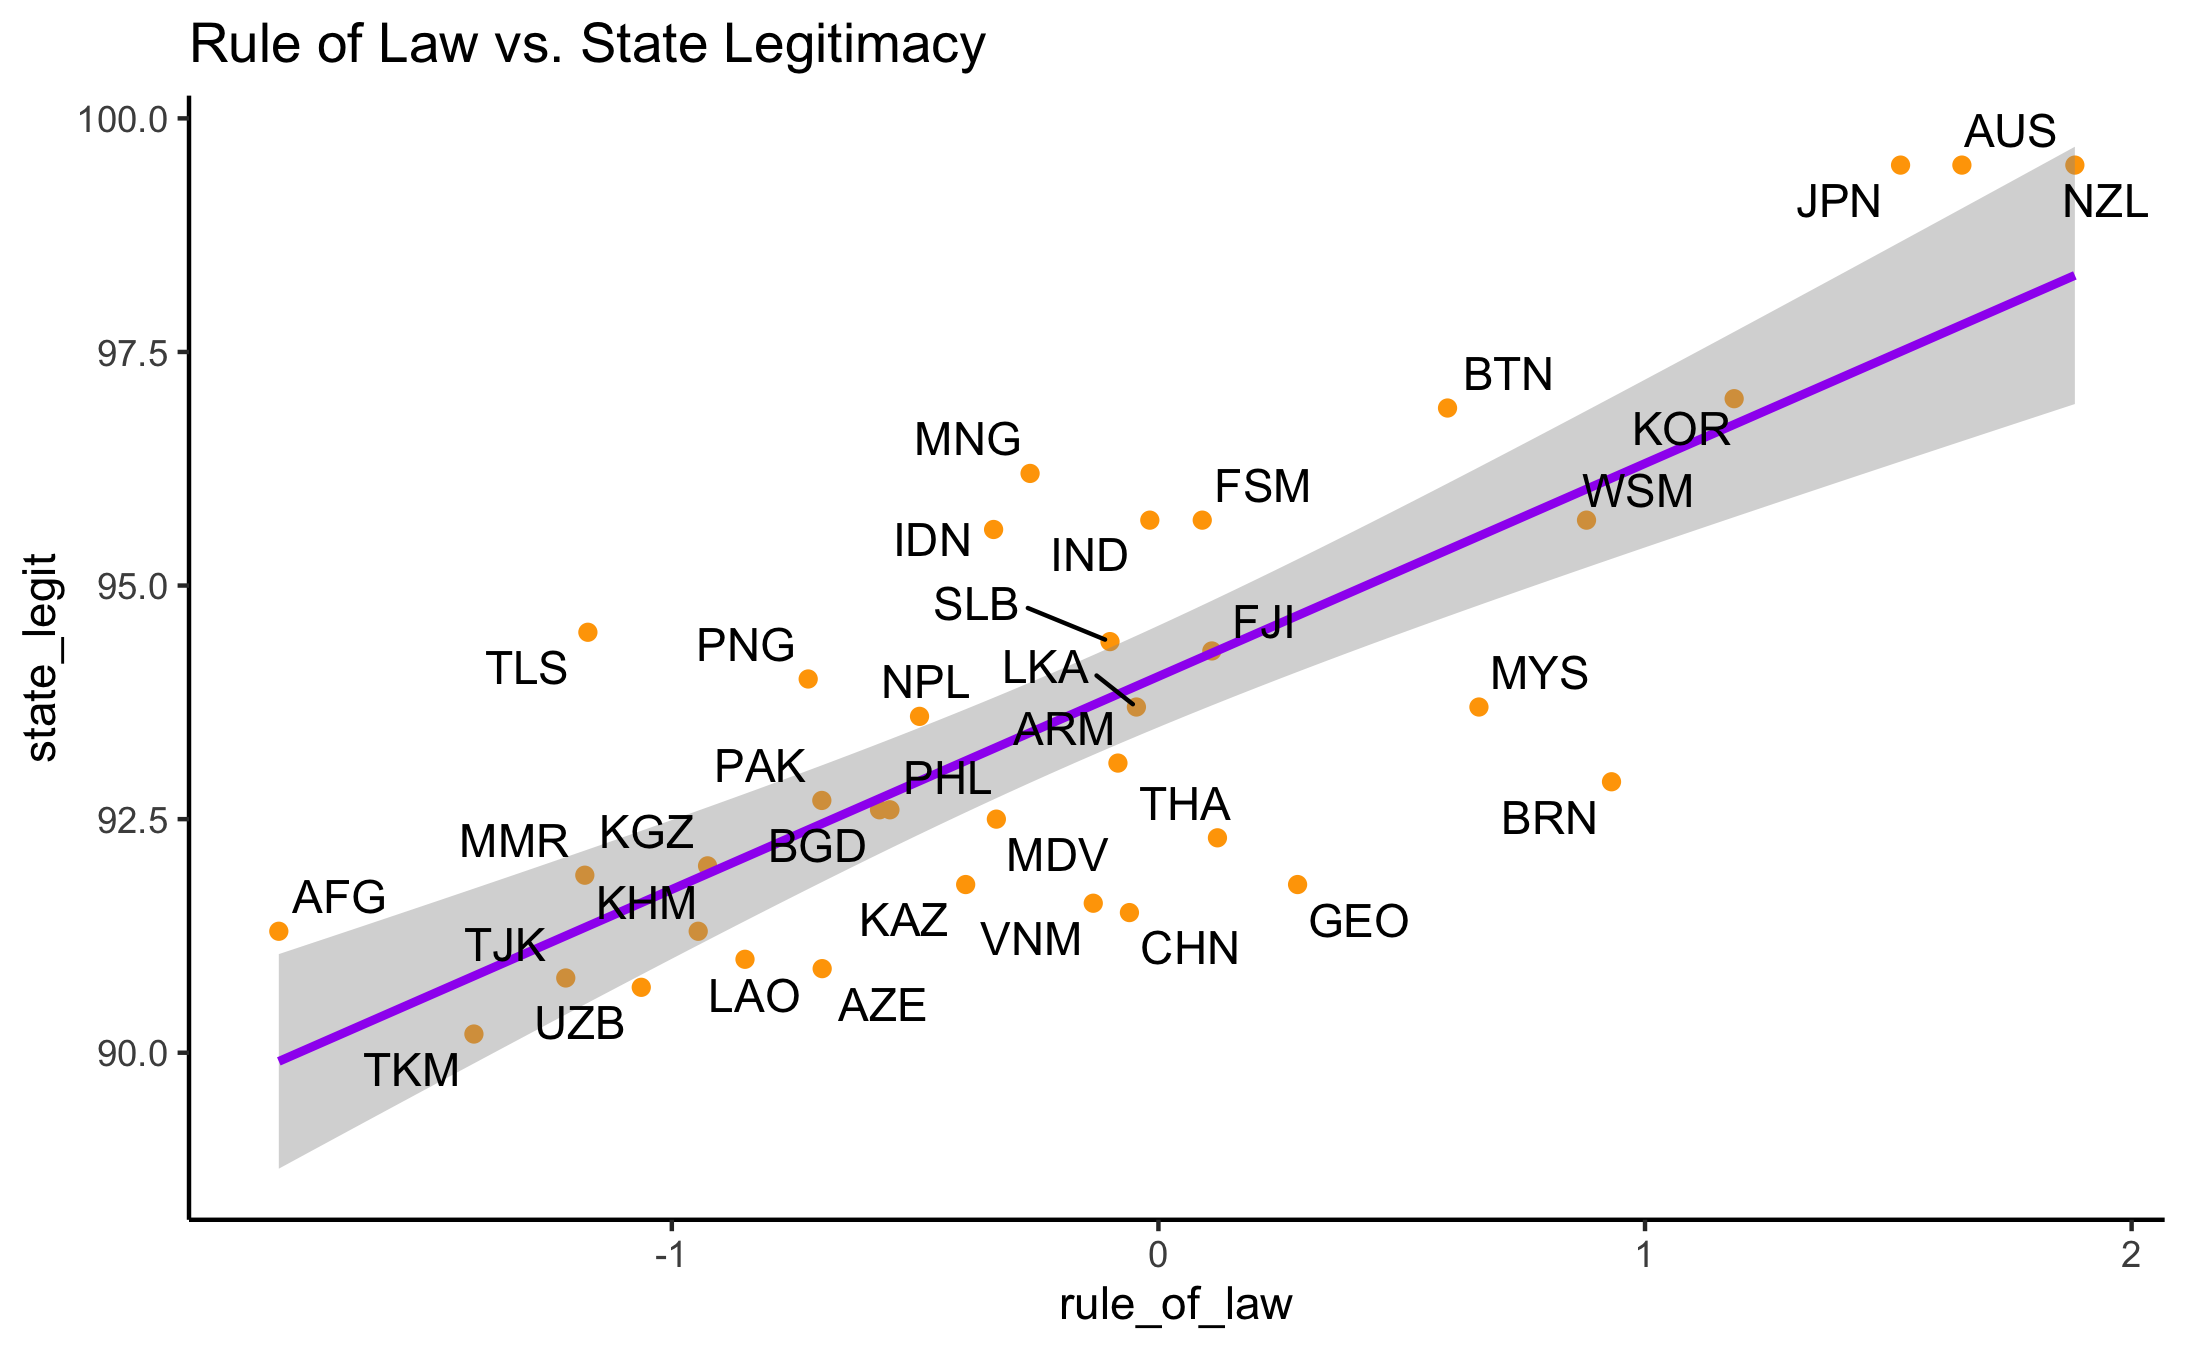 Rule of Law vs. State Legitimacy
100.0
AUS
JPN
NZL
97.5
BTN
MNG
KOR
FSM
WSM
IDN
IND
95.0
SLB
FJI
TLS
PNG
LKA
MYS
NPL
ARM
PAK
PHL
THA
BRN
92.5
KGZ
MMR
BGD
MDV
AFG
KHM
KAZ
GEO
TJK
VNM
CHN
LAO
AZE
UZB
90.0
TKM
state_legit
-1
0
1
2
rule_of_law